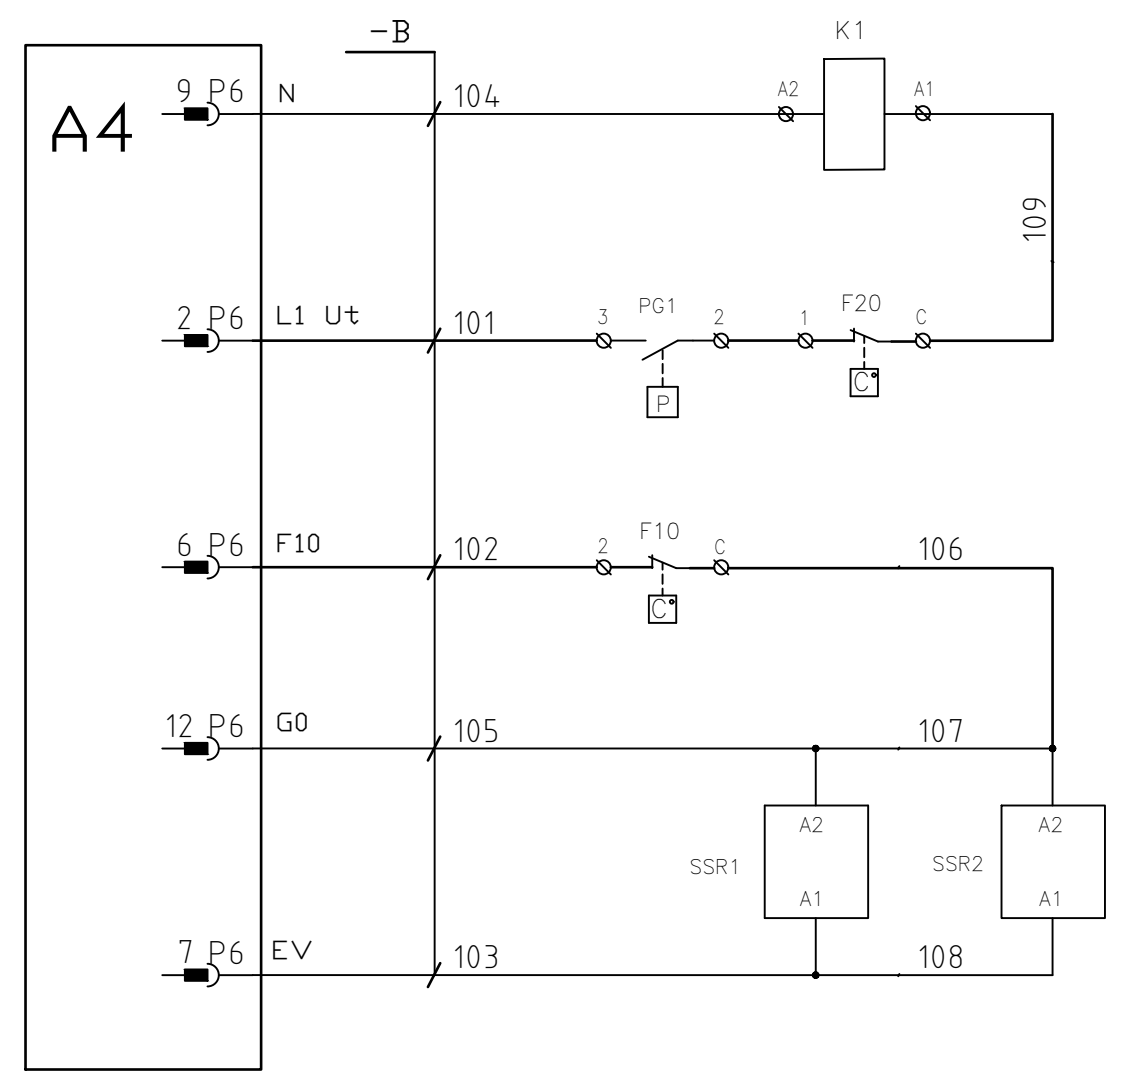 -B
K1
A4
9 P6 N 104 A2 A1
109
2 P6 L1 Ut 101 3 PG1 2 1 F20 C
P
C°
6 P6 F10 102 2 F10 C 106
C°
12 P6 G0 105 107
A2 A2
SSR1 SSR2
A1 A1
7 P6 EV 103 108